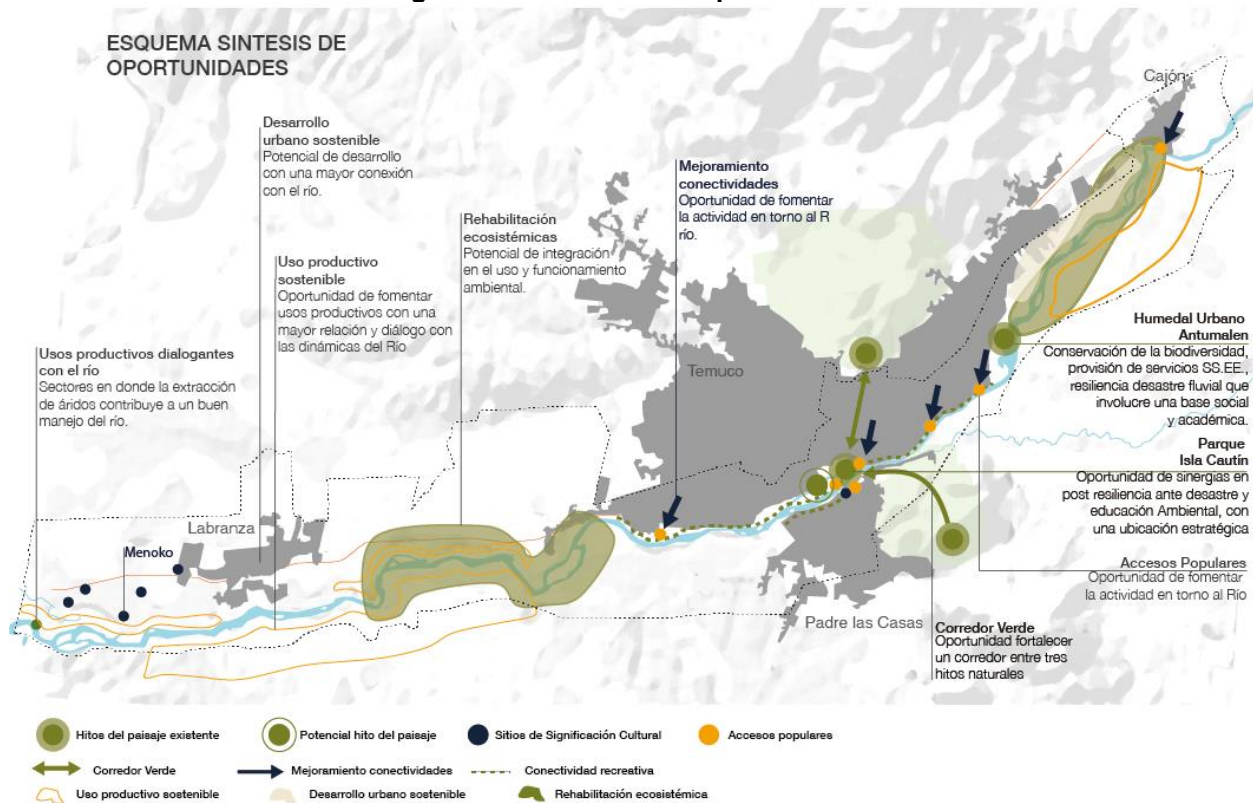 ESQUEMA SINTESIS DE
OPORTUNIDADES
Cajón
Desarrollo
urbano sostenible
Potencial de desarrollo
con una mayor conexión
con el río.
Mejoramiento
conectividades
Oportunidad de fomentar
la actividad en torno al R
río.
Rehabilitación
ecosistémicas
Potencial de integración
en el uso y funcionamiento
ambiental.
Uso productivo
sostenible
Oportunidad de fomentar
usos productivos con una
mayor relación y diálogo con
las dinámicas del Río
Usos productivos dialogantes
con el río
Sectores en donde la extracción
de áridos contribuye a un buen
manejo del río.
Humedal Urbano
Antumalen
Conservación de la biodiversidad,
provisión de servicios SS.EE.,
resiliencia desastre fluvial que
involucre una base social
y académica.
Temuco
Parque
Isla Cautín
Oportunidad de sinergias en
post resiliencia ante desastre y
educación Ambiental, con
una ubicación estratégica
Labranza
Menoko
Accesos Populares
Oportunidad de fomentar
la actividad en torno al Río
Padre las Casas
Corredor Verde
Oportunidad fortalecer
un corredor entre tres
hitos naturales
Hitos del paisaje existente
Potencial hito del paisaje
Sitios de Significación Cultural
Accesos populares
Corredor Verde
Mejoramiento conectividades
Conectividad recreativa
Uso productivo sostenible
Desarrollo urbano sostenible
Rehabilitación ecosistémica